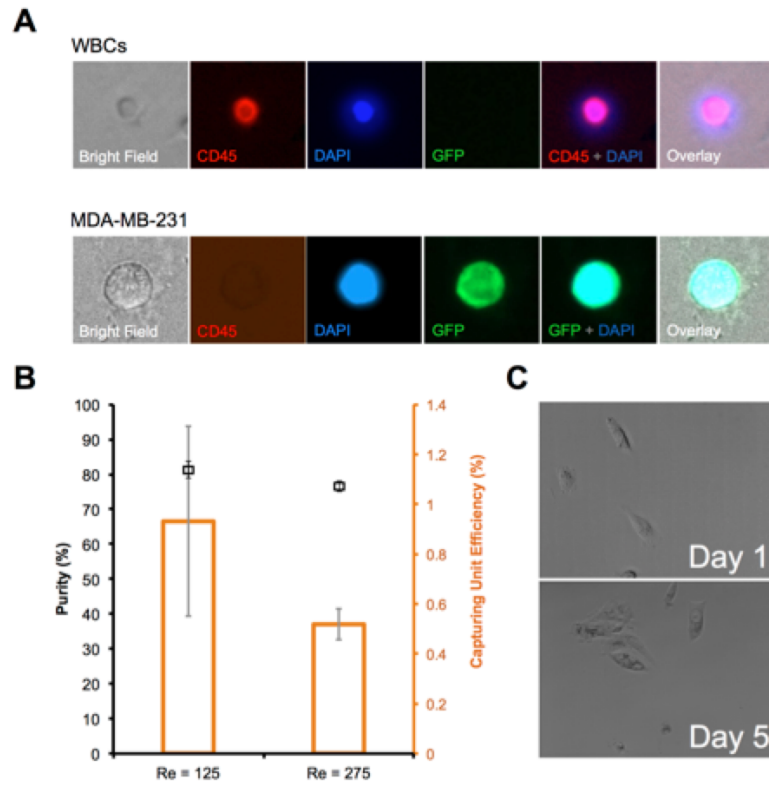 A
WBCs
Bright Field
CD45
DAPI
GFP
CD45 + DAPI
Overlay
MDA-MB-231
Bright Field
CD45
DAPI
GFP
GFP + DAPI
Overlay
B
Purity (%)
100
90
80
70
60
50
40
30
20
10
0
Re = 125
Re = 275
1.4
1.2
1
0.8
0.6
0.4
0.2
0
Capturing Unit Efficiency (%)
C
Day 1
Day 5